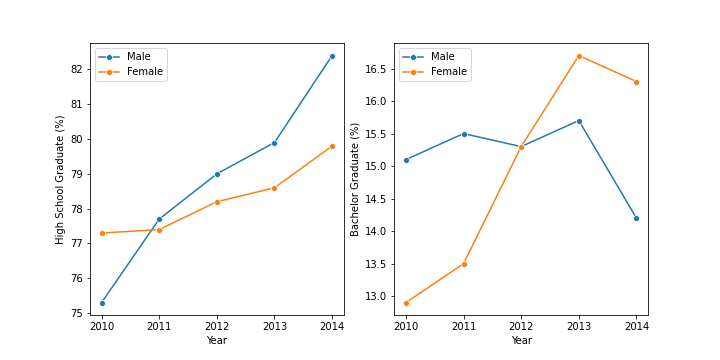 Male
Female
High School Graduate (%)
82
81
80
79
78
77
76
75
2010 2011 2012 2013 2014
Year
Male
Female
Bachelor Graduate (%)
16.5
16.0
15.5
15.0
14.5
14.0
13.5
13.0
2010 2011 2012 2013 2014
Year